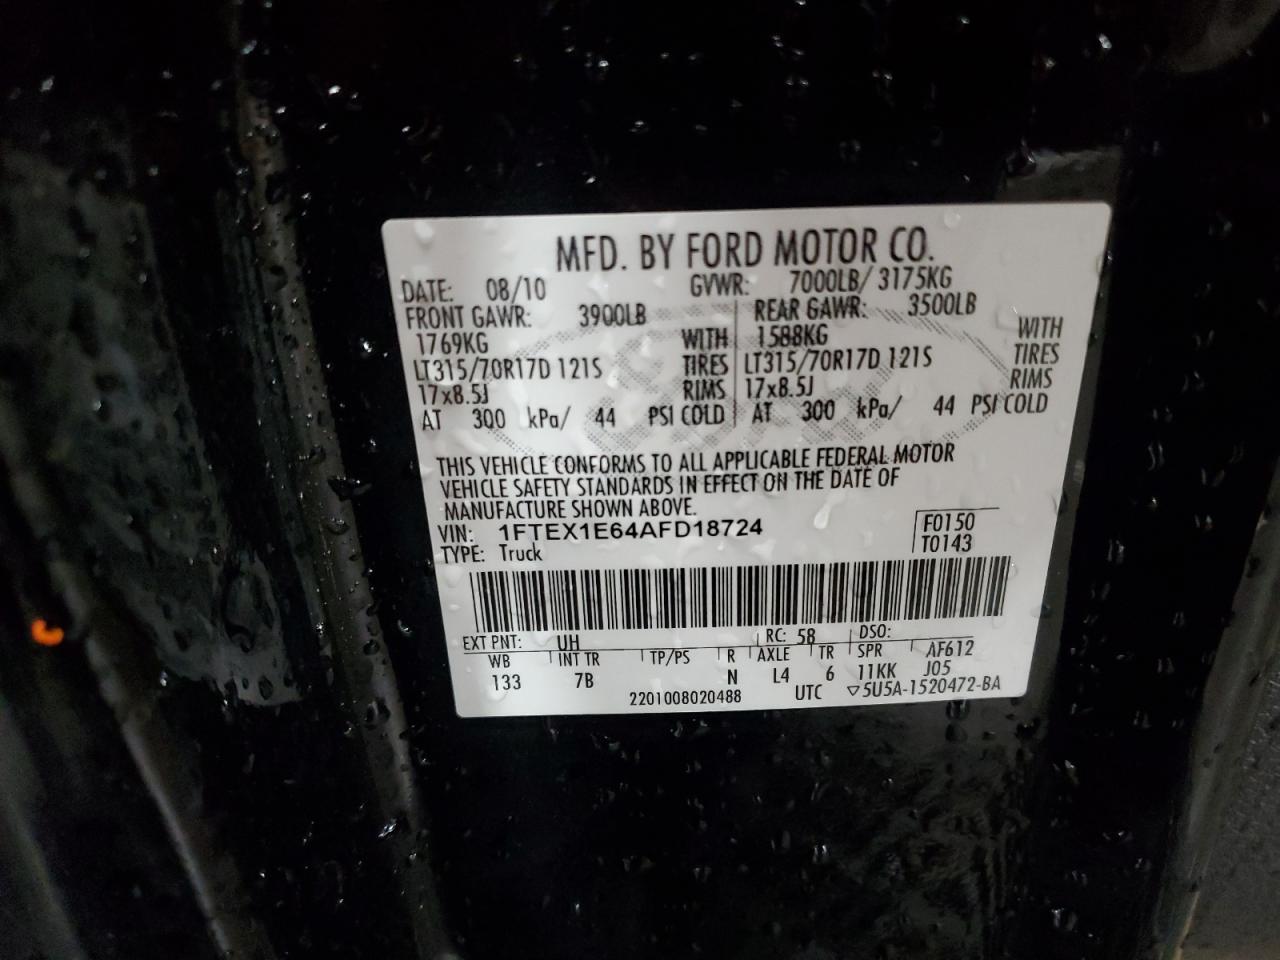 MFD. BY FORD MOTOR CO.
DATE: 08/10 GVWR: 7000LB/ 3175KG
FRONT GAWR: 3900LB REAR GAWR: 3500LB
1769KG WITH 1588KG WITH
LT315/70R17D 121S TIRES LT315/70R17D 121S TIRES
17x8.5J RIMS 17x8.5J RIMS
AT 300 kPa/ 44 PSI COLD AT 300 kPa/ 44 PSI COLD
THIS VEHICLE CONFORMS TO ALL APPLICABLE FEDERAL MOTOR
VEHICLE SAFETY STANDARDS IN EFFECT ON THE DATE OF
MANUFACTURE SHOWN ABOVE.
VIN: 1FTEX1E64AFD18724 F0150
TYPE: Truck T0143
EXT PNT: UH RC: 58 DSO:
WB INT TR TP/PS R AXLE TR SPR AF612
133 7B N L4 6 11KK J05
2201008020488 UTC ▽5U5A-1520472-BA